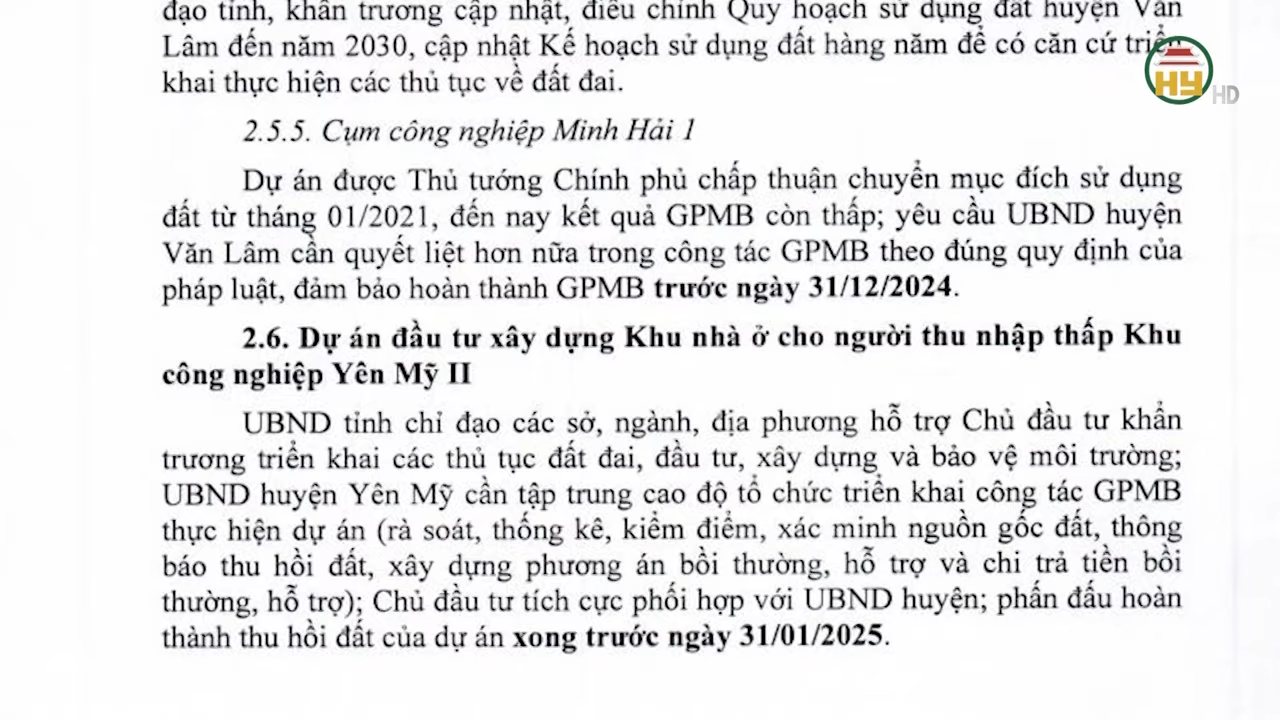 đạo tỉnh, khẩn trương cập nhật, điều chỉnh Quy hoạch sử dụng đất huyện Văn
Lâm đến năm 2030, cập nhật Kế hoạch sử dụng đất hàng năm để có căn cứ triển
khai thực hiện các thủ tục về đất đai.
HY HD
2.5.5. Cụm công nghiệp Minh Hải 1
Dự án được Thủ tướng Chính phủ chấp thuận chuyển mục đích sử dụng
đất từ tháng 01/2021, đến nay kết quả GPMB còn thấp; yêu cầu UBND huyện
Văn Lâm cần quyết liệt hơn nữa trong công tác GPMB theo đúng quy định của
pháp luật, đảm bảo hoàn thành GPMB trước ngày 31/12/2024.
2.6. Dự án đầu tư xây dựng Khu nhà ở cho người thu nhập thấp Khu
công nghiệp Yên Mỹ II
UBND tỉnh chỉ đạo các sở, ngành, địa phương hỗ trợ Chủ đầu tư khẩn
trương triển khai các thủ tục đất đai, đầu tư, xây dựng và bảo vệ môi trường;
UBND huyện Yên Mỹ cần tập trung cao độ tổ chức triển khai công tác GPMB
thực hiện dự án (rà soát, thống kê, kiểm điểm, xác minh nguồn gốc đất, thông
báo thu hồi đất, xây dựng phương án bồi thường, hỗ trợ và chi trả tiền bồi
thường, hỗ trợ); Chủ đầu tư tích cực phối hợp với UBND huyện; phấn đấu hoàn
thành thu hồi đất của dự án xong trước ngày 31/01/2025.